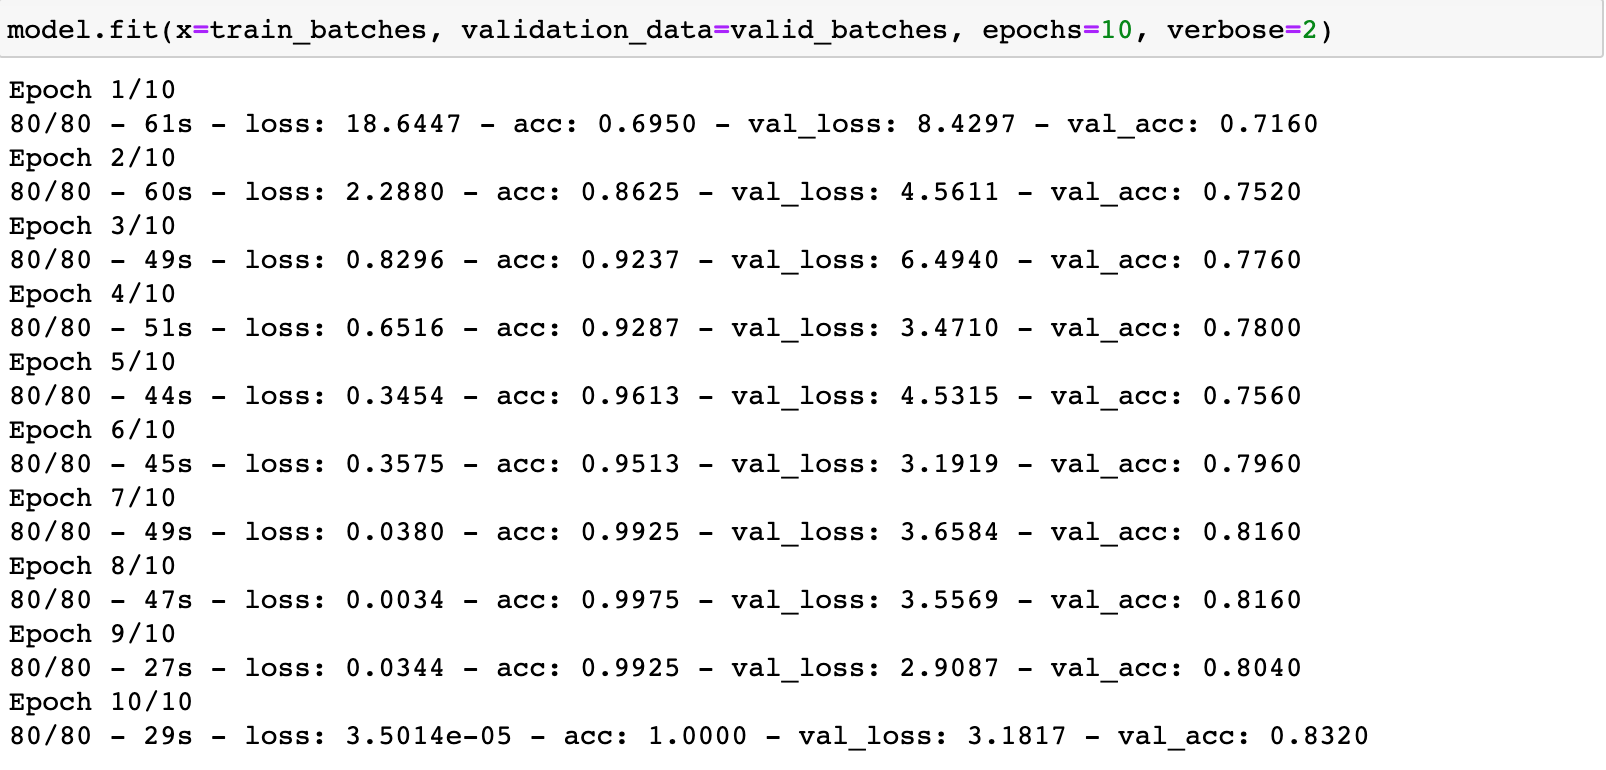 model.fit(x=train_batches, validation_data=valid_batches, epochs=10, verbose=2)
Epoch 1/10
80/80 - 61s - loss: 18.6447 - acc: 0.6950 - val_loss: 8.4297 - val_acc: 0.7160
Epoch 2/10
80/80 - 60s - loss: 2.2880 - acc: 0.8625 - val_loss: 4.5611 - val_acc: 0.7520
Epoch 3/10
80/80 - 49s - loss: 0.8296 - acc: 0.9237 - val_loss: 6.4940 - val_acc: 0.7760
Epoch 4/10
80/80 - 51s - loss: 0.6516 - acc: 0.9287 - val_loss: 3.4710 - val_acc: 0.7800
Epoch 5/10
80/80 - 44s - loss: 0.3454 - acc: 0.9613 - val_loss: 4.5315 - val_acc: 0.7560
Epoch 6/10
80/80 - 45s - loss: 0.3575 - acc: 0.9513 - val_loss: 3.1919 - val_acc: 0.7960
Epoch 7/10
80/80 - 49s - loss: 0.0380 - acc: 0.9925 - val_loss: 3.6584 - val_acc: 0.8160
Epoch 8/10
80/80 - 47s - loss: 0.0034 - acc: 0.9975 - val_loss: 3.5569 - val_acc: 0.8160
Epoch 9/10
80/80 - 27s - loss: 0.0344 - acc: 0.9925 - val_loss: 2.9087 - val_acc: 0.8040
Epoch 10/10
80/80 - 29s - loss: 3.5014e-05 - acc: 1.0000 - val_loss: 3.1817 - val_acc: 0.8320